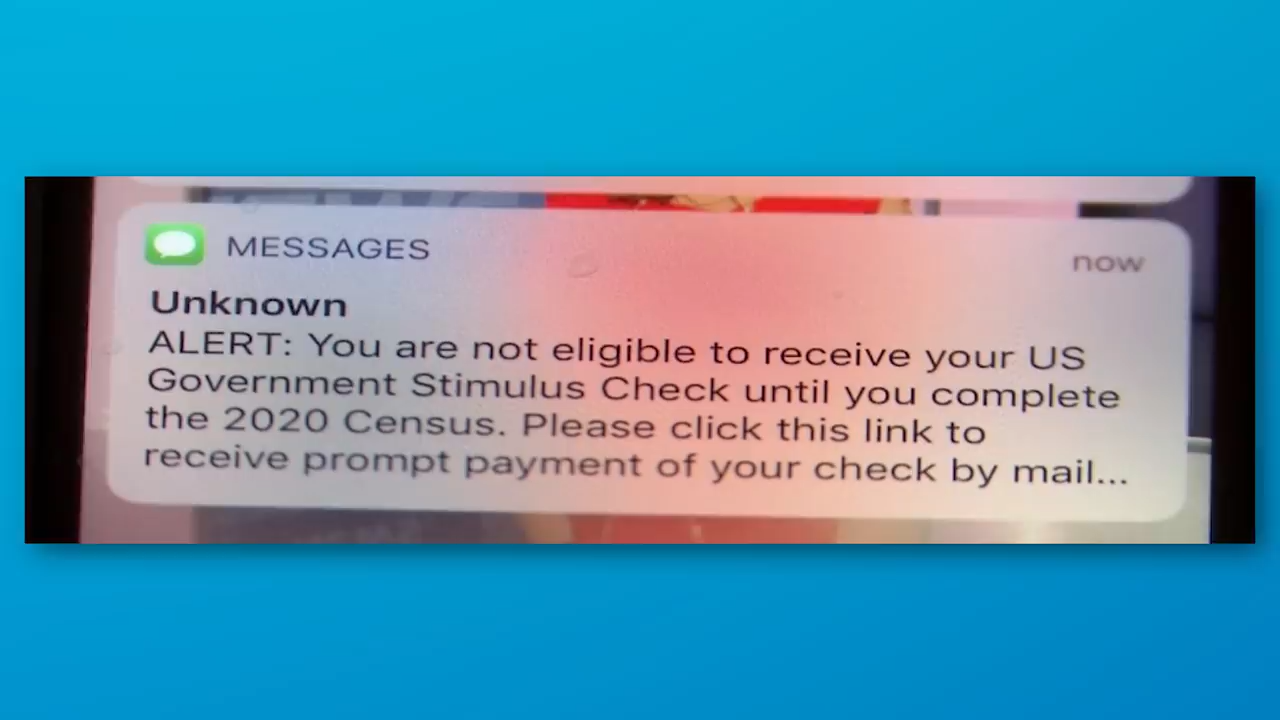 MESSAGES
now
Unknown
ALERT: You are not eligible to receive your US
Government Stimulus Check until you complete
the 2020 Census. Please click this link to
receive prompt payment of your check by mail...